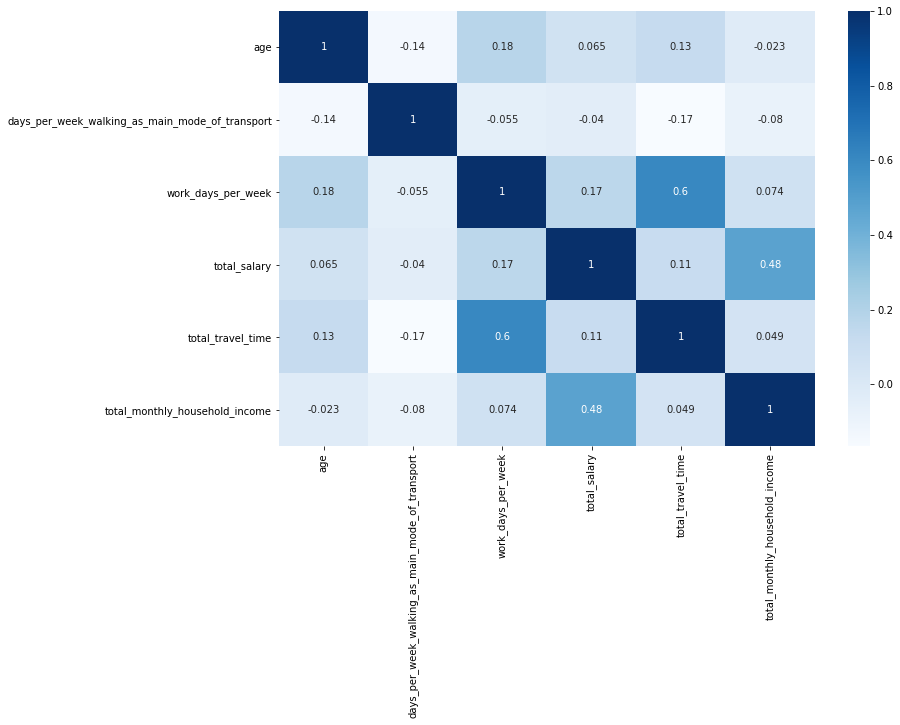 age 1 -0.14 0.18 0.065 0.13 -0.023
days_per_week_walking_as_main_mode_of_transport -0.14 1 -0.055 -0.04 -0.17 -0.08
work_days_per_week 0.18 -0.055 1 0.17 0.6 0.074
total_salary 0.065 -0.04 0.17 1 0.11 0.48
total_travel_time 0.13 -0.17 0.6 0.11 1 0.049
total_monthly_household_income -0.023 -0.08 0.074 0.48 0.049 1
age
days_per_week_walking_as_main_mode_of_transport
work_days_per_week
total_salary
total_travel_time
total_monthly_household_income
1.0
0.8
0.6
0.4
0.2
0.0